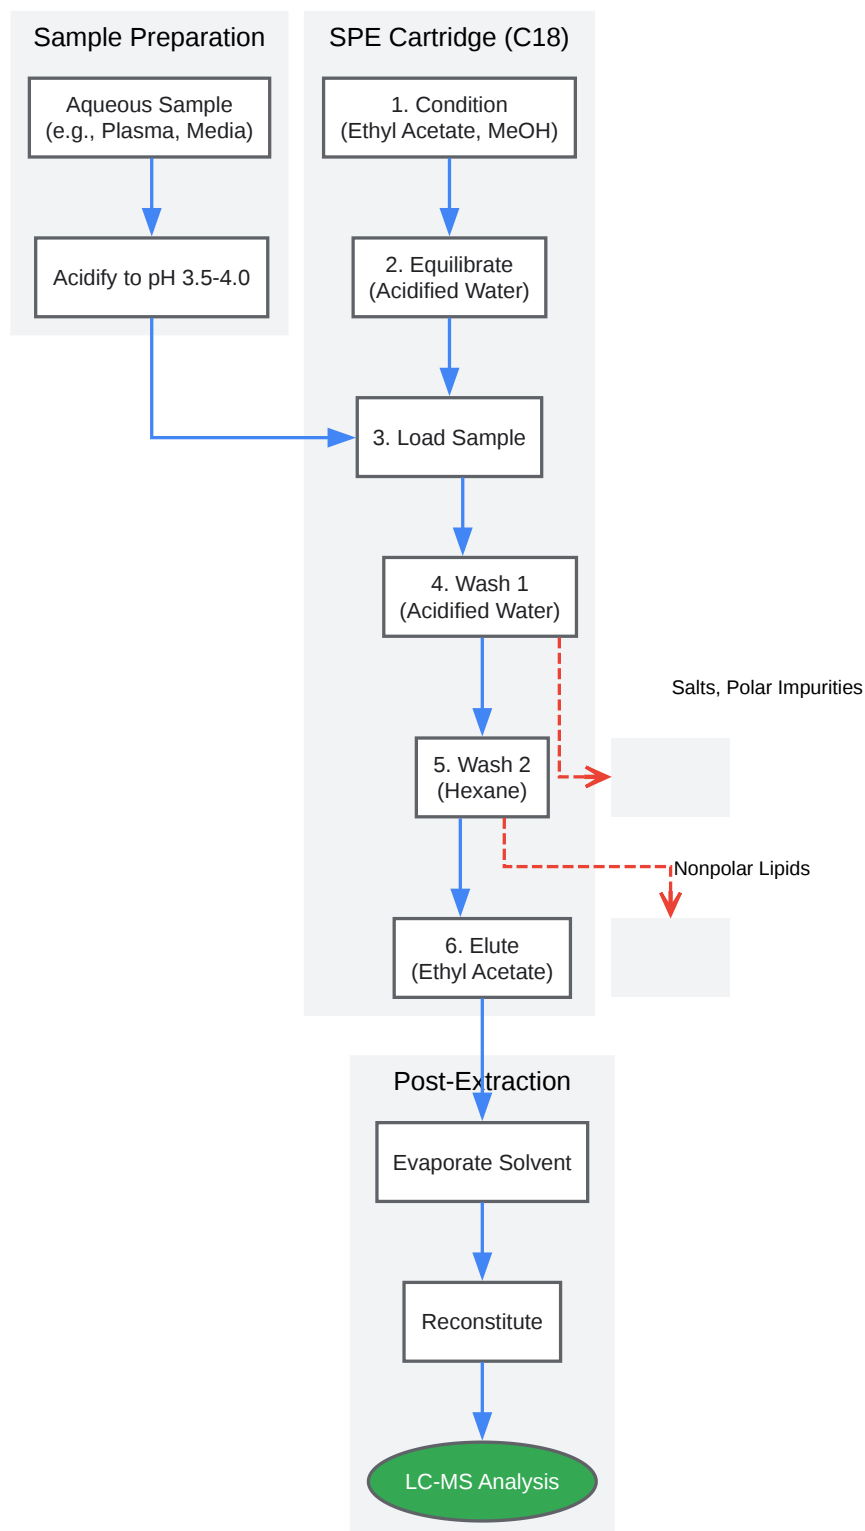 Sample Preparation
Aqueous Sample
(e.g., Plasma, Media)
Acidify to pH 3.5-4.0
SPE Cartridge (C18)
1. Condition
(Ethyl Acetate, MeOH)
2. Equilibrate
(Acidified Water)
3. Load Sample
4. Wash 1
(Acidified Water)
Salts, Polar Impurities
5. Wash 2
(Hexane)
Nonpolar Lipids
6. Elute
(Ethyl Acetate)
Post-Extraction
Evaporate Solvent
Reconstitute
LC-MS Analysis